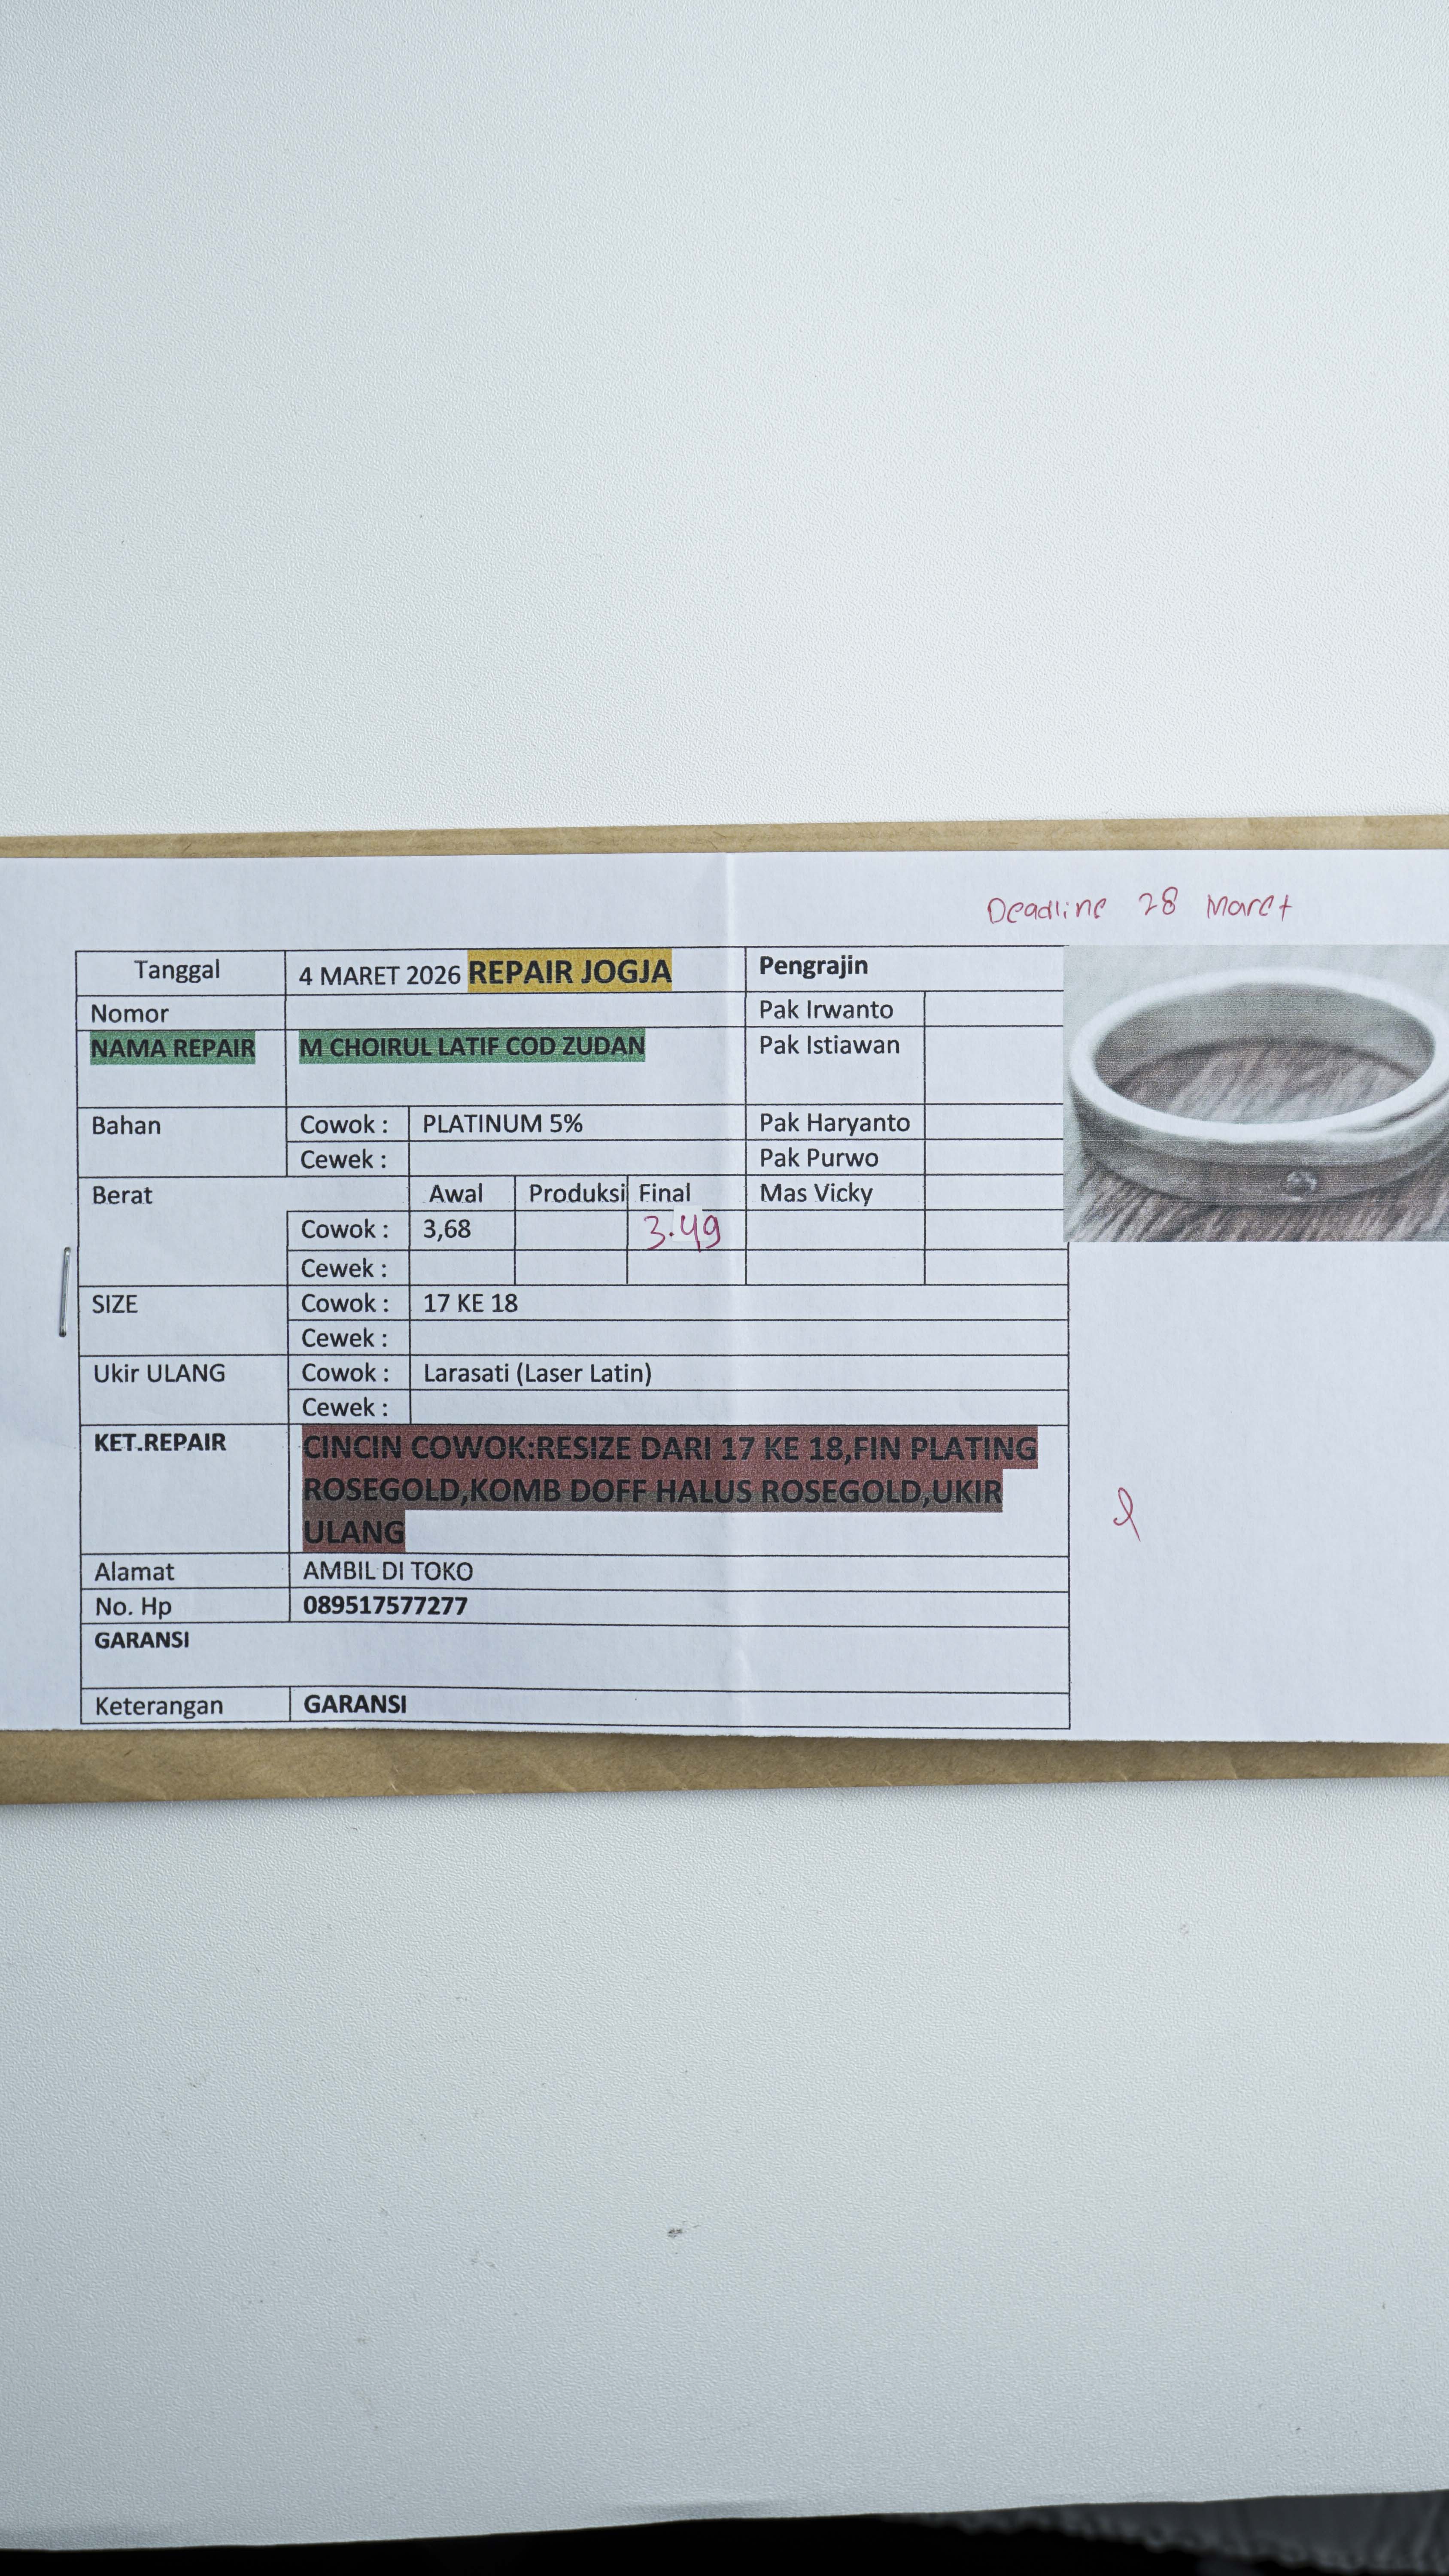 Deadline 28 Maret
Tanggal 4 MARET 2026 REPAIR JOGJA Pengrajin
Nomor Pak Irwanto
NAMA REPAIR M CHOIRUL LATIF COD ZUDAN Pak Istiawan
Bahan Cowok : PLATINUM 5% Pak Haryanto
Cewek : Pak Purwo
Berat Awal Produksi Final Mas Vicky
Cowok : 3,68 3.49
Cewek :
SIZE Cowok : 17 KE 18
Cewek :
Ukir ULANG Cowok : Larasati (Laser Latin)
Cewek :
KET.REPAIR CINCIN COWOK:RESIZE DARI 17 KE 18,FIN PLATING
ROSEGOLD,KOMB DOFF HALUS ROSEGOLD,UKIR
ULANG
Alamat AMBIL DI TOKO
No. Hp 089517577277
GARANSI
Keterangan GARANSI